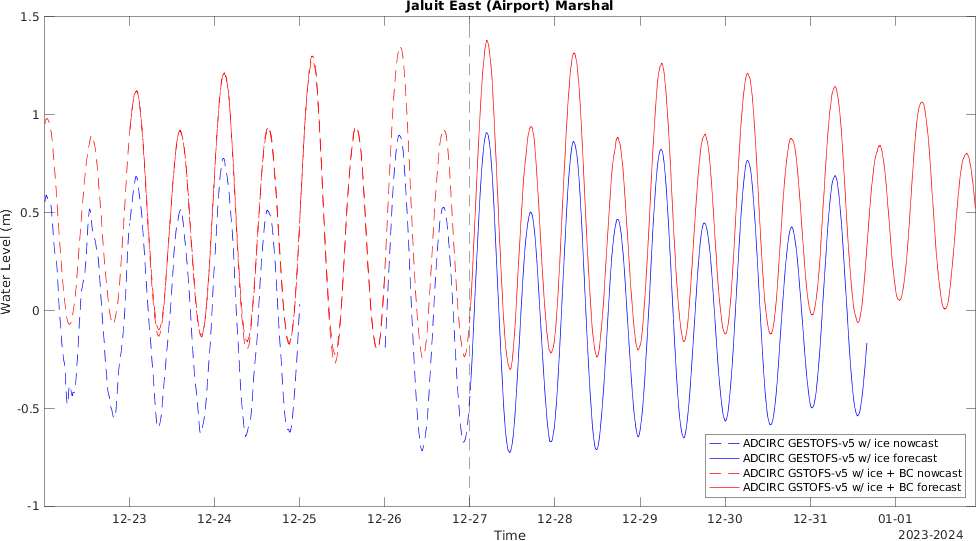 Jaluit East (Airport) Marshal
Water Level (m)
1.5
1
0.5
0
-0.5
-1
12-23
12-24
12-25
12-26
12-27
12-28
12-29
12-30
12-31
01-01
Time
2023-2024
ADCIRC GESTOFS-v5 w/ ice nowcast
ADCIRC GESTOFS-v5 w/ ice forecast
ADCIRC GSTOFS-v5 w/ ice + BC nowcast
ADCIRC GSTOFS-v5 w/ ice + BC forecast